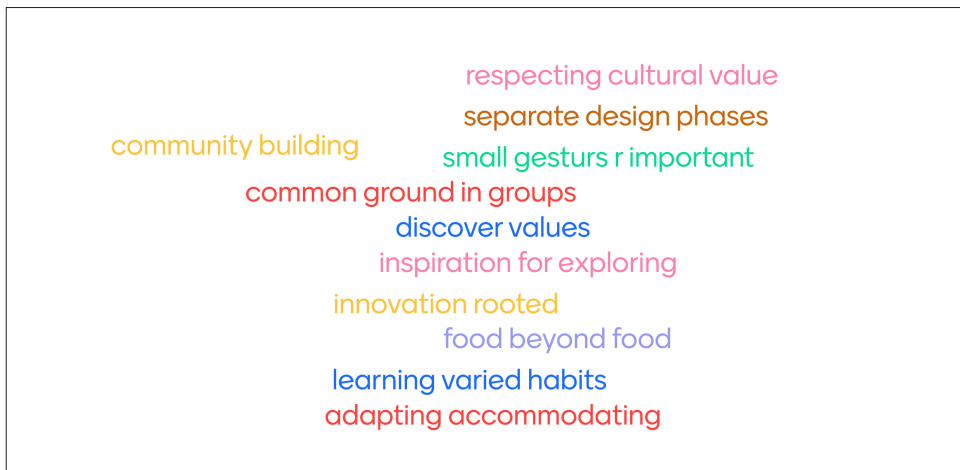 respecting cultural value
separate design phases
community building
small gesturs r important
common ground in groups
discover values
inspiration for exploring
innovation rooted
food beyond food
learning varied habits
adapting accommodating